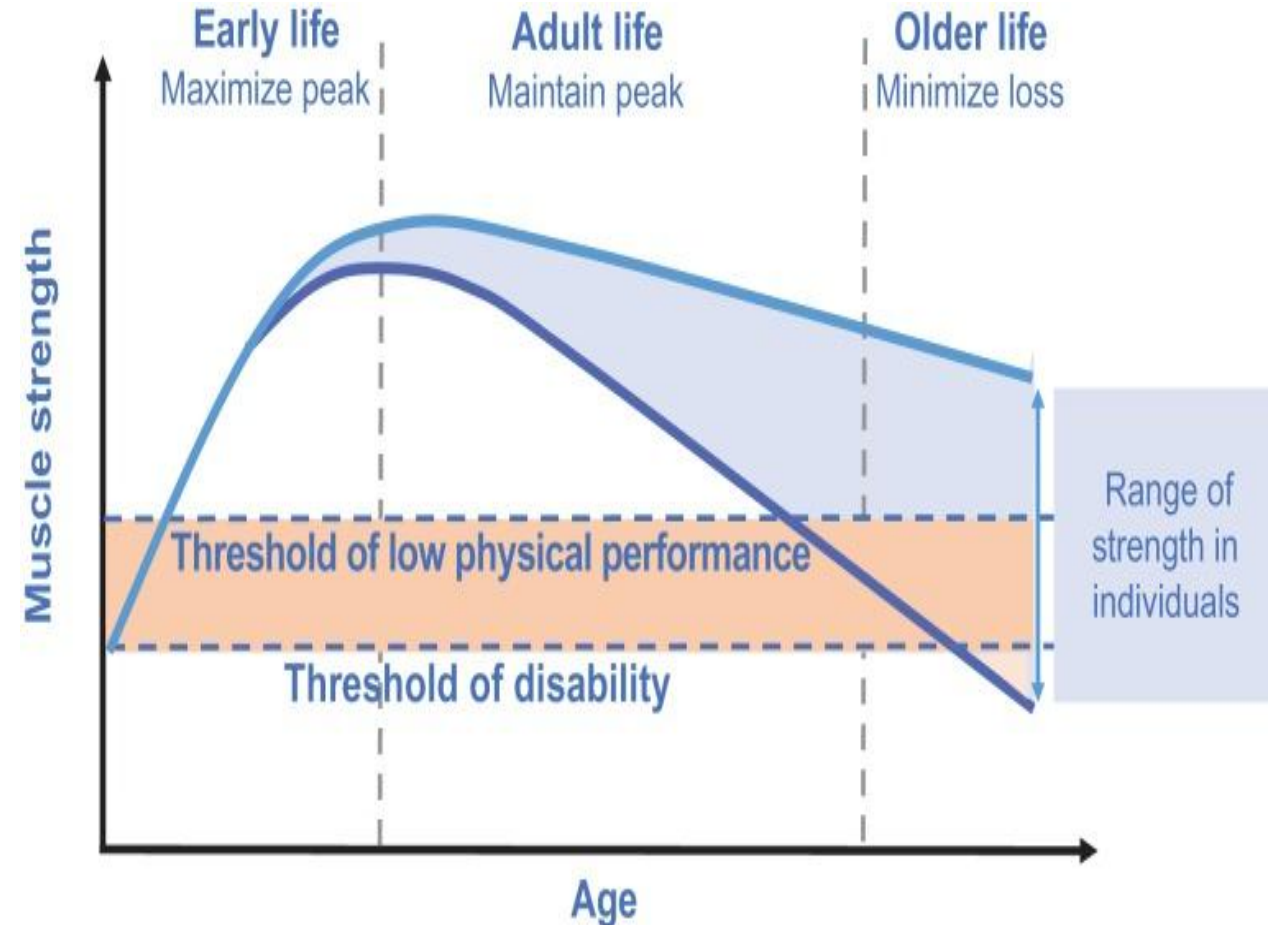 Early life
Maximize peak
Adult life
Maintain peak
Older life
Minimize loss
Muscle strength
Threshold of low physical performance
Threshold of disability
Range of
strength in
individuals
Age